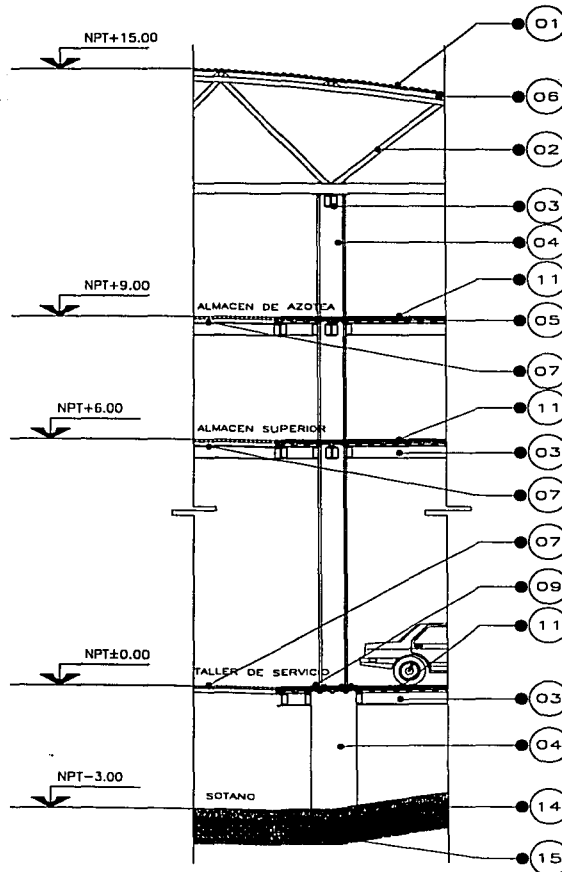 NPT+15.00
01
06
02
03
04
NPT+9.00
ALMACEN DE AZOTEA
11
05
07
NPT+6.00
ALMACEN SUPERIOR
11
03
07
07
09
11
NPT±0.00
TALLER DE SERVICIO
03
04
NPT-3.00
SOTANO
14
15